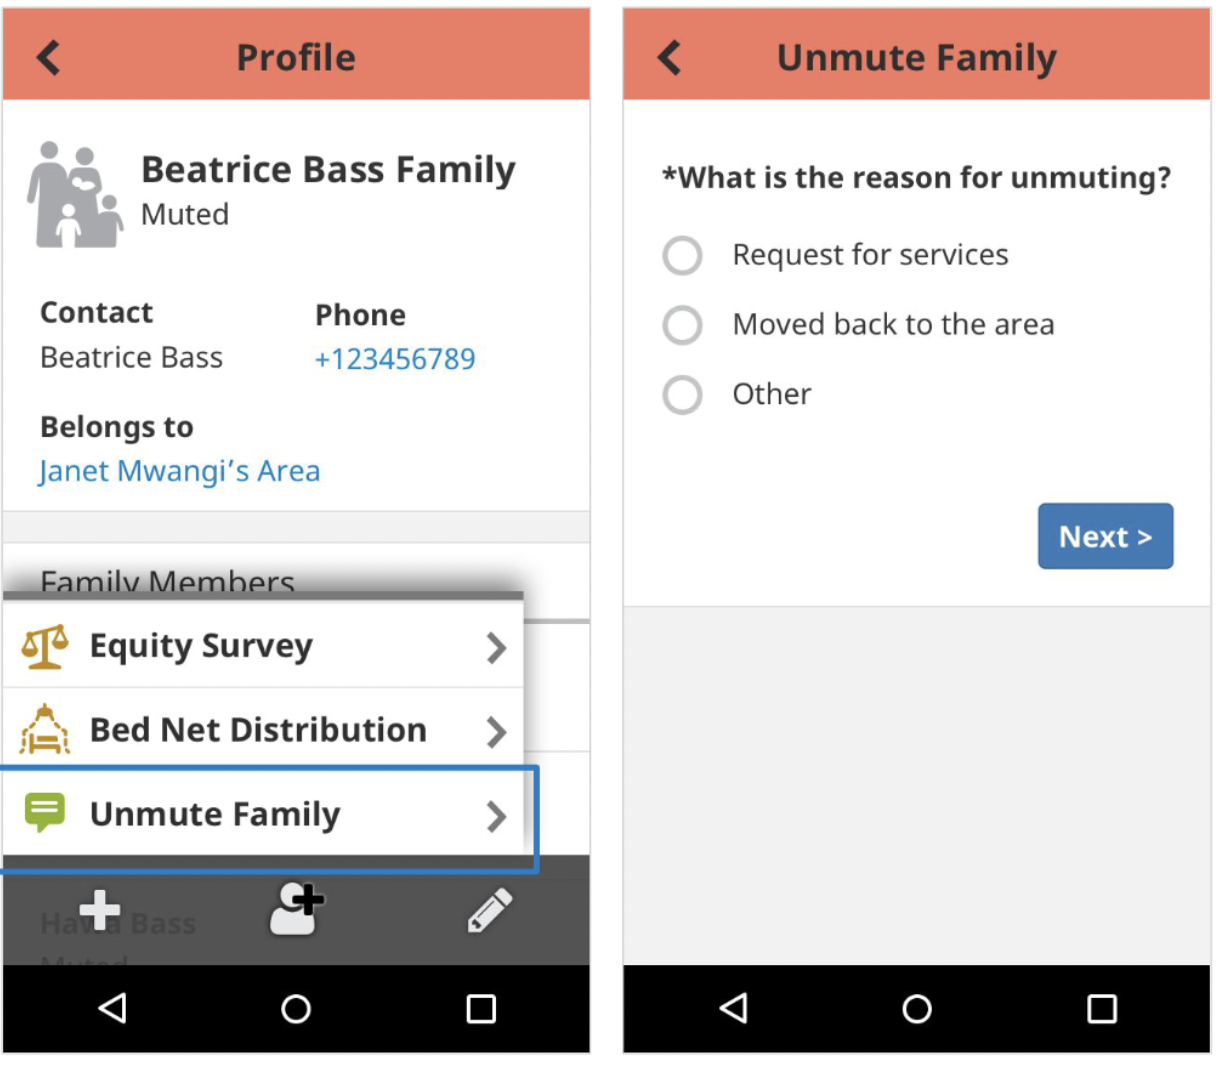 Profile
Beatrice Bass Family
Muted
Contact
Phone
Beatrice Bass
+123456789
Belongs to
Janet Mwangi’s Area
Family Members
Equity Survey
Bed Net Distribution
Unmute Family
Hawa Bass
Muted
Unmute Family
*What is the reason for unmuting?
Request for services
Moved back to the area
Other
Next >